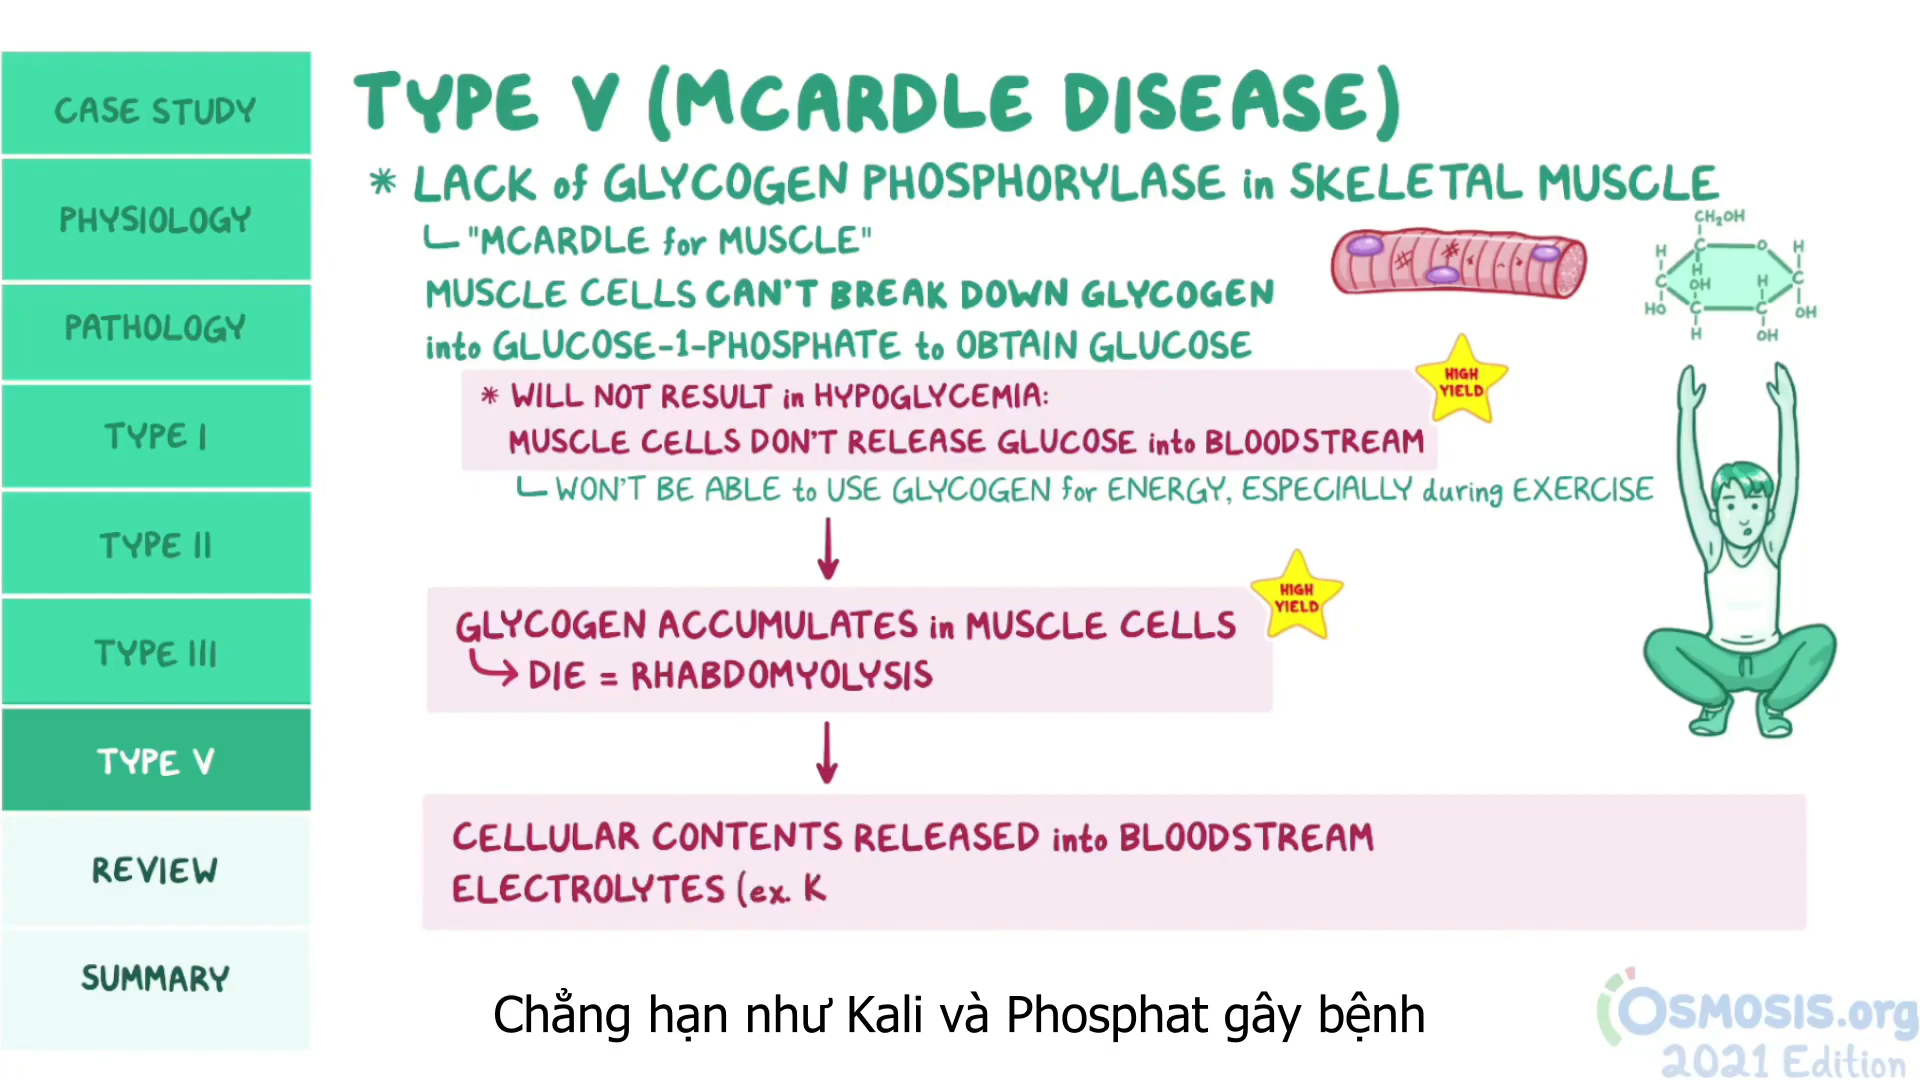 CASE STUDY
PHYSIOLOGY
PATHOLOGY
TYPE I
TYPE II
TYPE III
TYPE V
REVIEW
SUMMARY
TYPE V (MCARDLE DISEASE)
* LACK of GLYCOGEN PHOSPHORYLASE in SKELETAL MUSCLE
"MCARDLE for MUSCLE"
MUSCLE CELLS CAN'T BREAK DOWN GLYCOGEN
into GLUCOSE-1-PHOSPHATE to OBTAIN GLUCOSE
* WILL NOT RESULT in HYPOGLYCEMIA:
MUSCLE CELLS DON'T RELEASE GLUCOSE into BLOODSTREAM
HIGH
YIELD
WON'T BE ABLE to USE GLYCOGEN for ENERGY, ESPECIALLY during EXERCISE
GLYCOGEN ACCUMULATES in MUSCLE CELLS
DIE = RHABDOMYOLYSIS
HIGH
YIELD
CELLULAR CONTENTS RELEASED into BLOODSTREAM
ELECTROLYTES (ex. K
CH₂OH
H C O H
H
C OH H C
HO C C OH
H OH
Chẳng hạn như Kali và Phosphat gây bệnh
OSMOSIS.org
2021 Edition